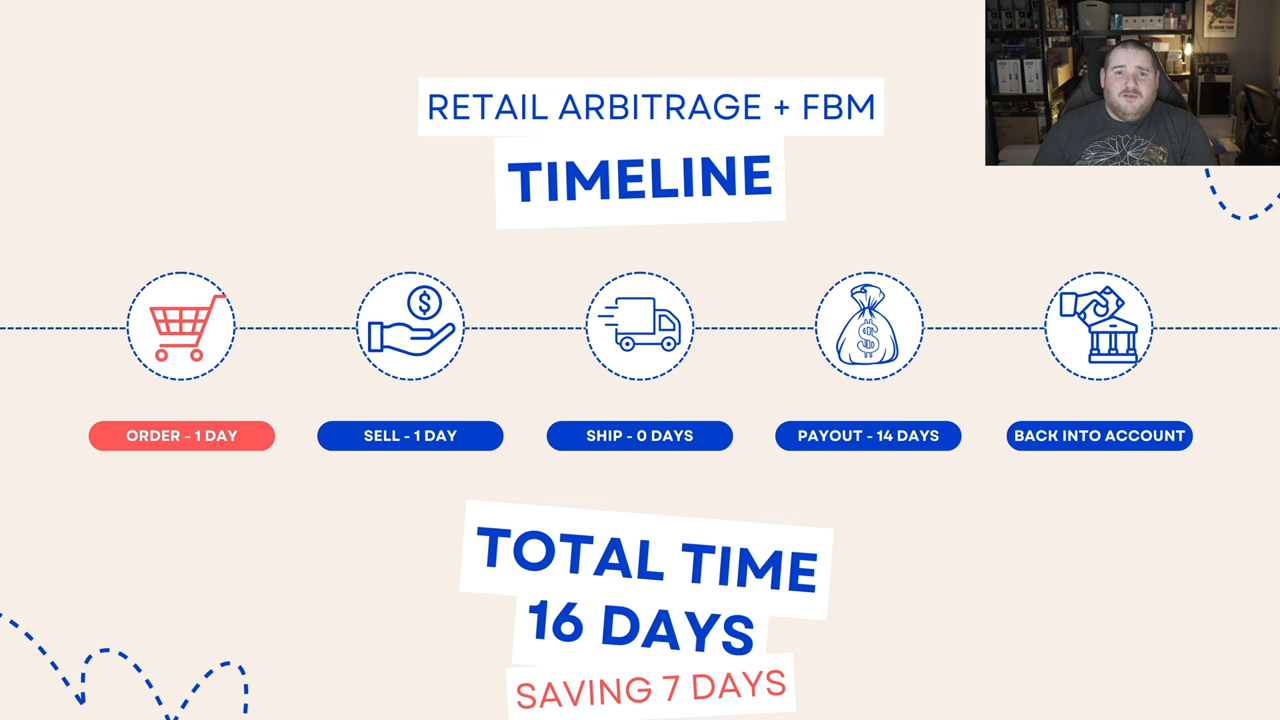 RETAIL ARBITRAGE + FBM
TIMELINE
ORDER - 1 DAY
SELL - 1 DAY
SHIP - 0 DAYS
PAYOUT - 14 DAYS
BACK INTO ACCOUNT
TOTAL TIME
16 DAYS
SAVING 7 DAYS